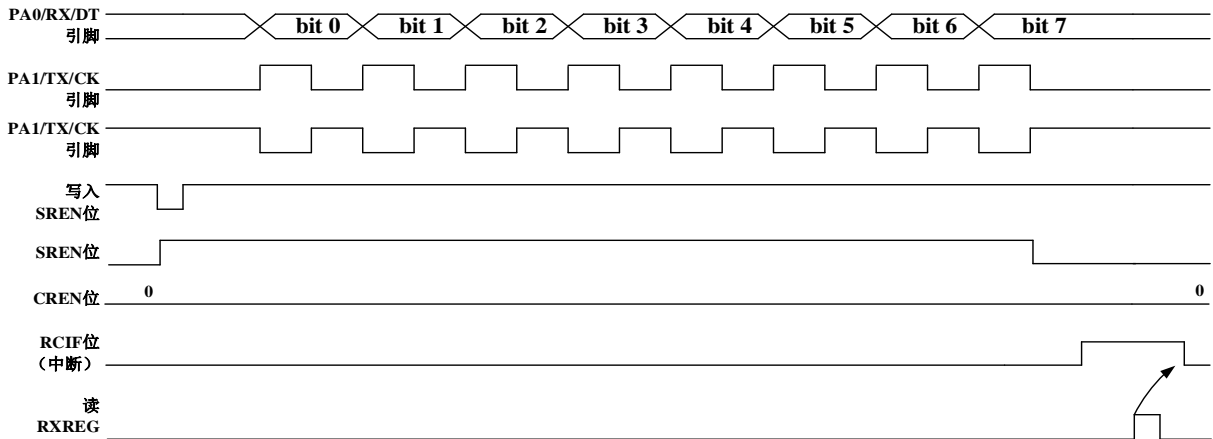 PA0/RX/DT
引脚
bit 0 bit 1 bit 2 bit 3 bit 4 bit 5 bit 6 bit 7
PA1/TX/CK
引脚
PA1/TX/CK
引脚
写入
SREN位
SREN位
CREN位 0 0
RCIF位
（中断）
读
RXREG